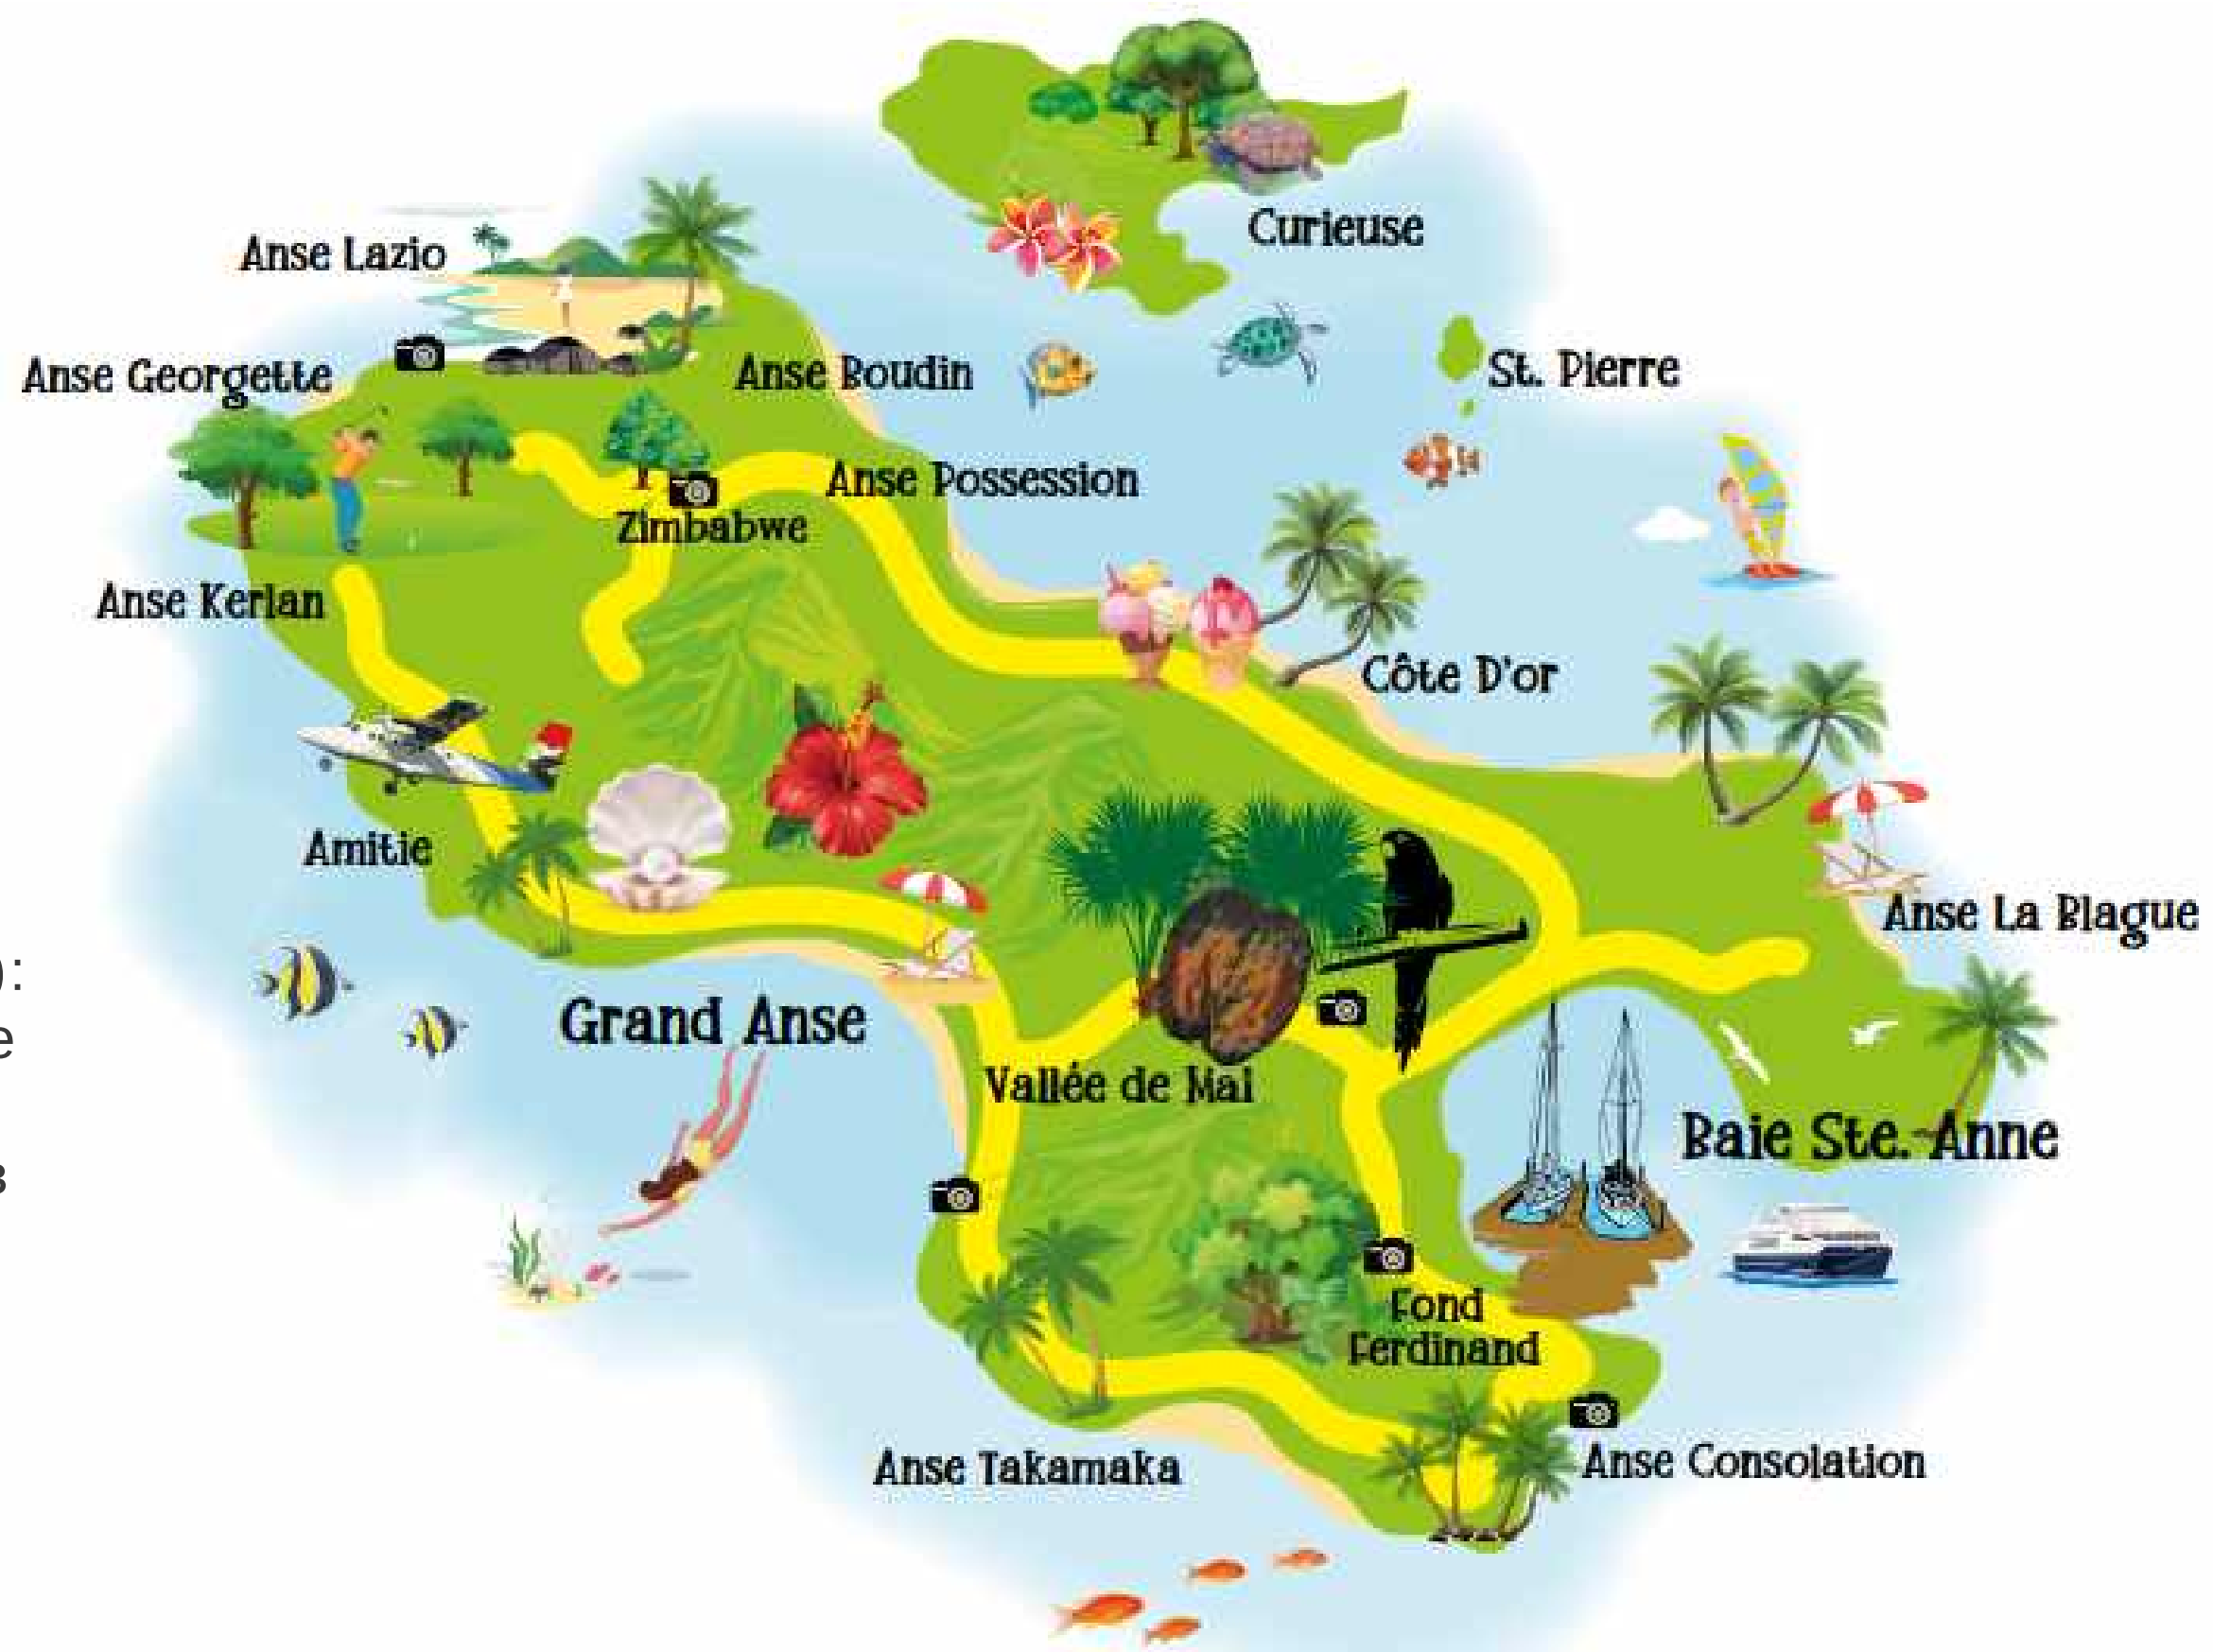 Curieuse
Anse Lazio
St. Pierre
Anse Georgette
Anse Boudin
Anse Possession
Zimbabwe
Anse Kerlan
Côte D'or
Amitie
Anse La Blague
):
e
Grand Anse
Vallée de Mai
Baie Ste. Anne
в
Fond
Ferdinand
Anse Takamaka
Anse Consolation